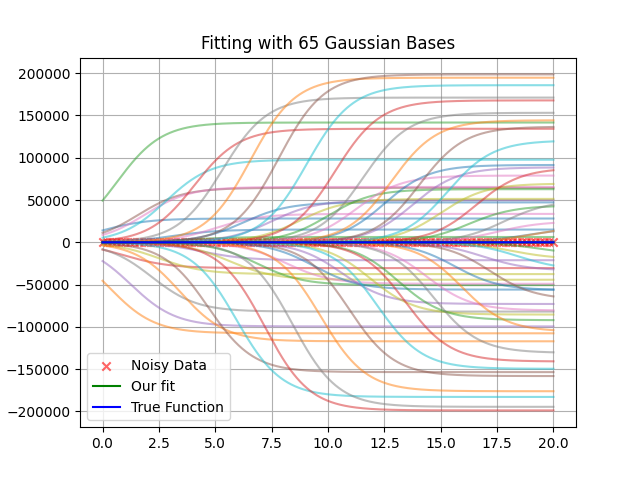 Fitting with 65 Gaussian Bases
200000
150000
100000
50000
0
−50000
−100000
−150000
−200000
Noisy Data
Our fit
True Function
0.0 2.5 5.0 7.5 10.0 12.5 15.0 17.5 20.0